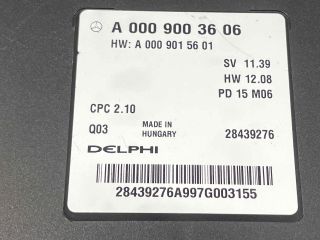 A 000 900 36 06
HW: A 000 901 56 01
SV 11.39
HW 12.08
PD 15 M06
CPC 2.10
Q03
MADE IN
HUNGARY
28439276
DELPHI
28439276A997G003155